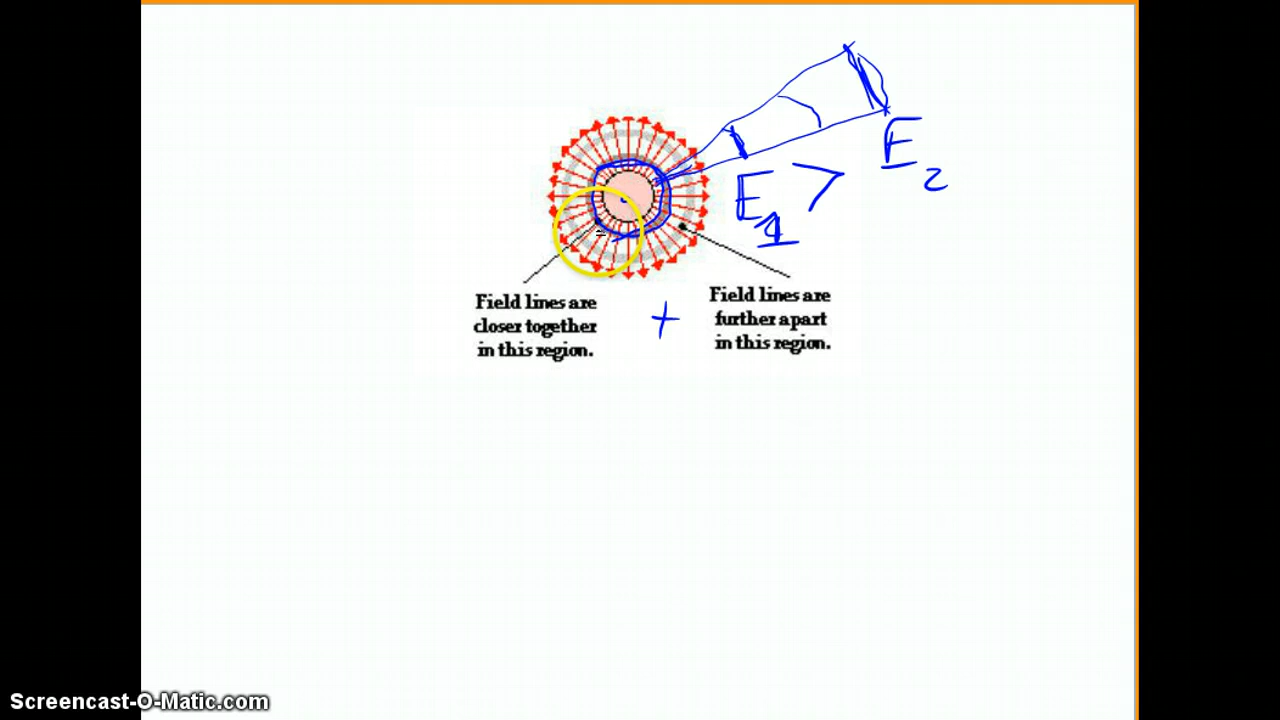 E₁ > E₂
Field lines are
closer together
in this region.
+
Field lines are
further apart
in this region.
Screencast-O-Matic.com